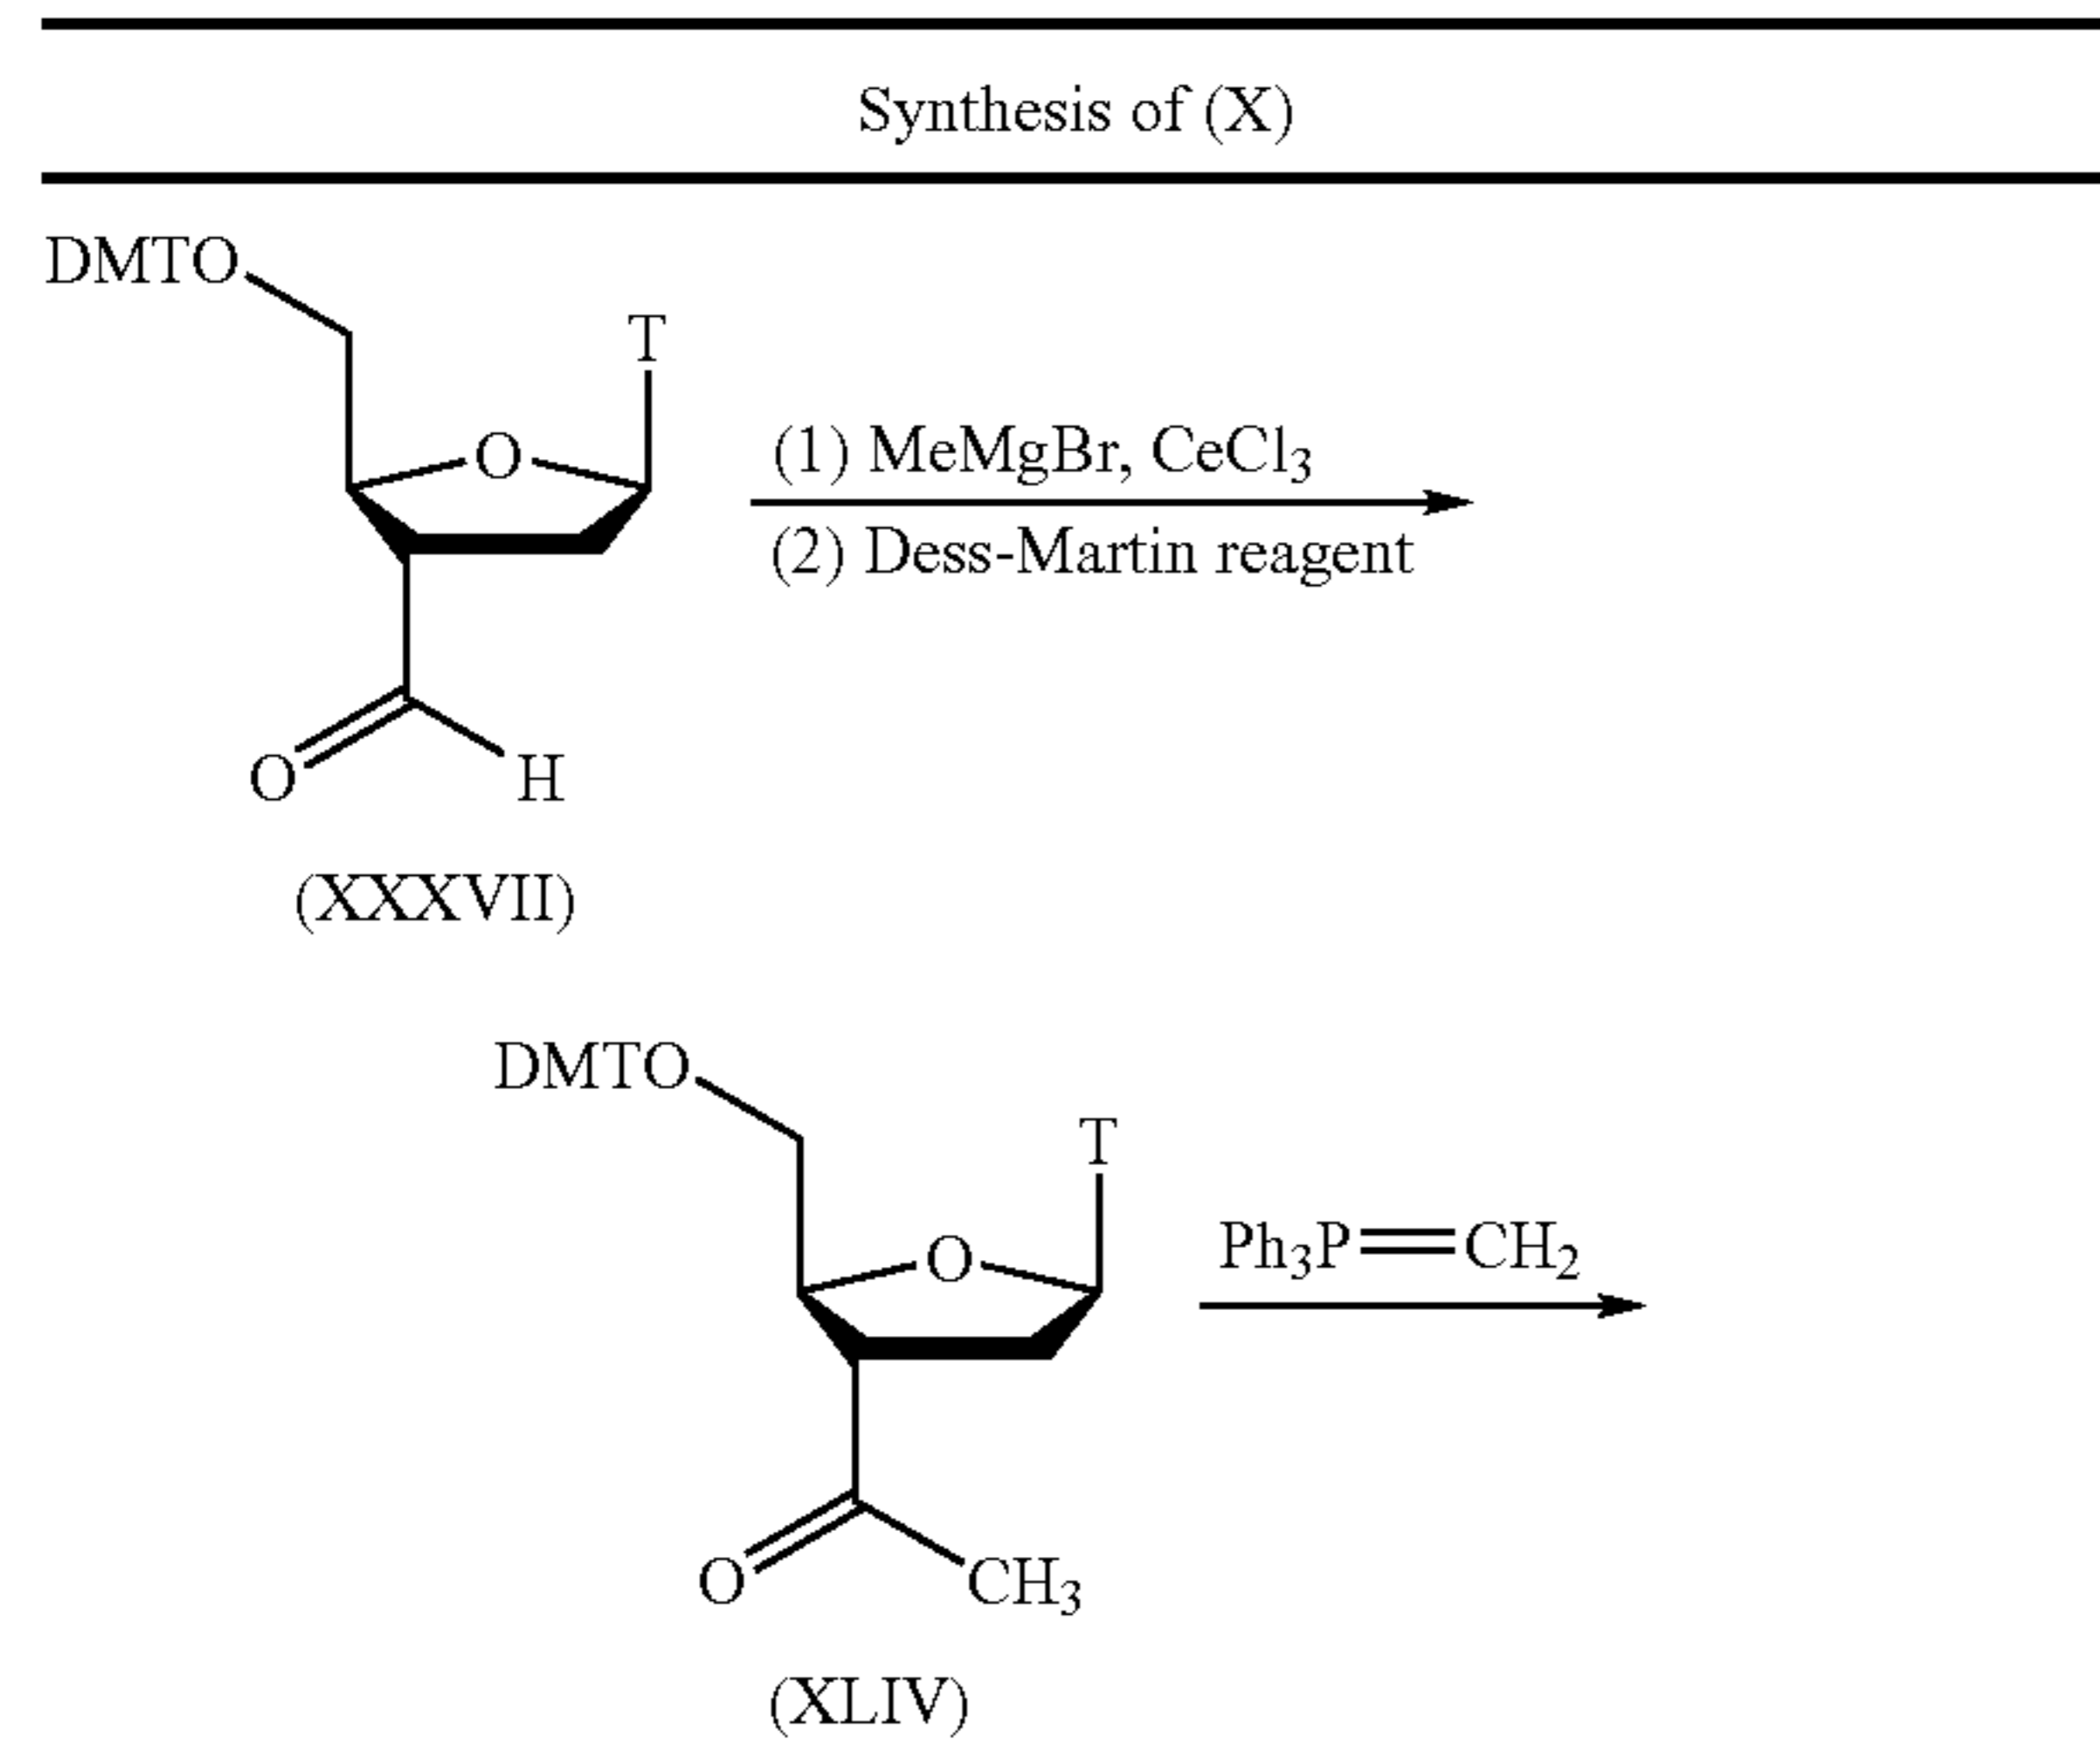 Synthesis of (X)
DMTO
T
O
(1) MeMgBr, CeCl₃
(2) Dess-Martin reagent
O
H
(XXXVII)
DMTO
T
O
Ph₃P=CH₂
O
CH₃
(XLIV)